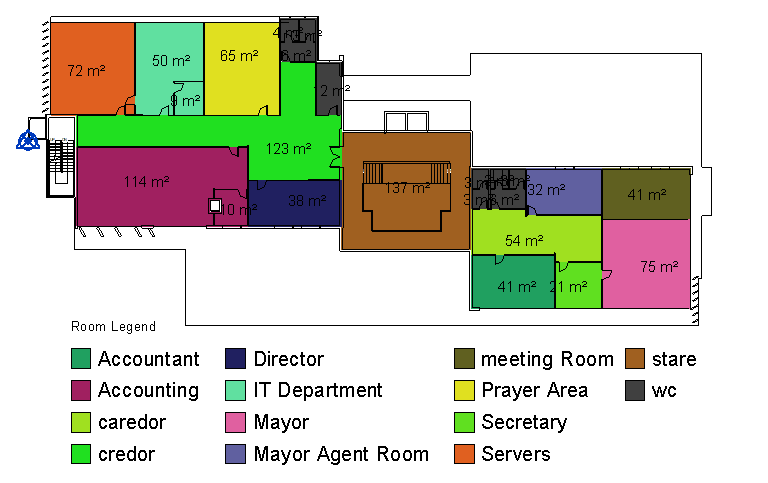 72 m²
50 m²
9 m²
65 m²
12 m²
123 m²
114 m²
10 m²
38 m²
137 m²
32 m²
41 m²
54 m²
75 m²
41 m²
21 m²
Room Legend
Accountant Director meeting Room stare
Accounting IT Department Prayer Area wc
caredor Mayor Secretary
credor Mayor Agent Room Servers